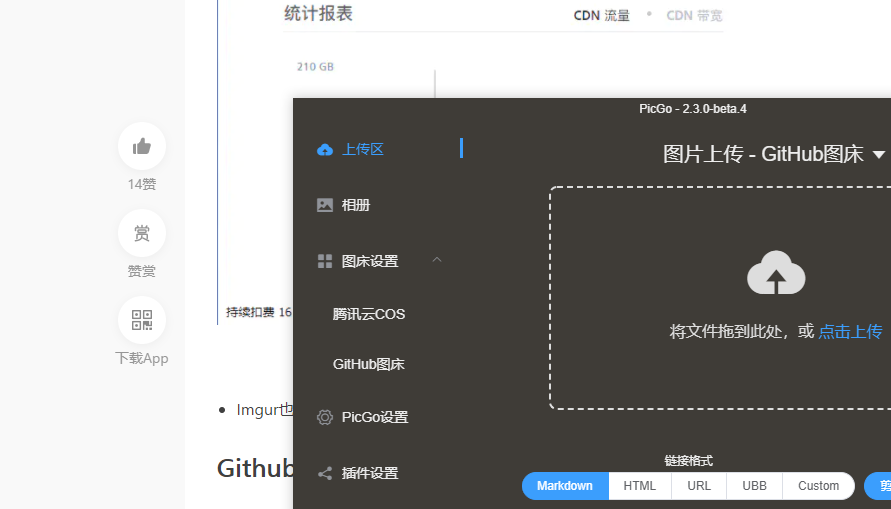 统计报表
CDN 流量 • CDN 带宽
210 GB
PicGo - 2.3.0-beta.4
上传区
图片上传 - GitHub图床
14赞
相册
赏
赞赏
图床设置
持续扣费 16
腾讯云COS
将文件拖到此处，或 点击上传
下载App
GitHub图床
Imgur也
PicGo设置
Github
链接格式
插件设置
Markdown HTML URL UBB Custom 剪